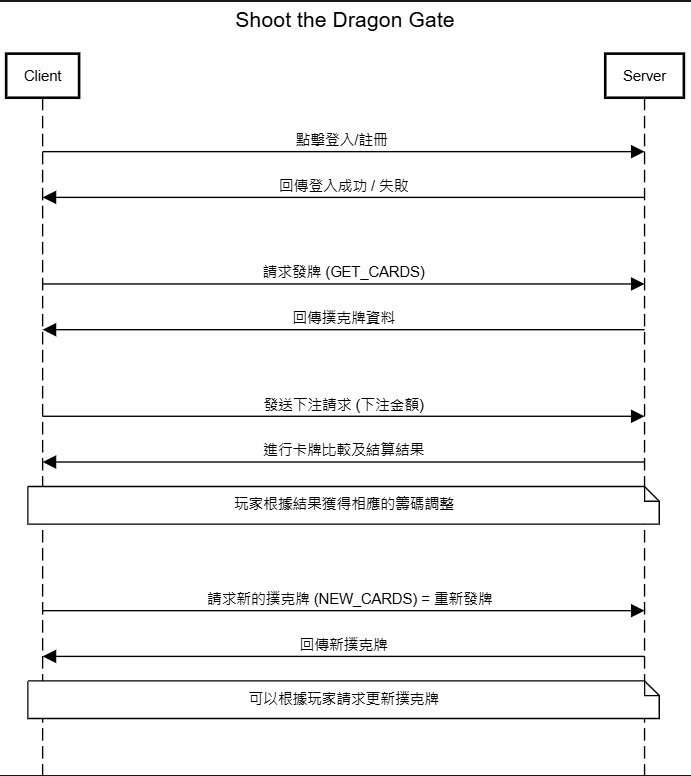 Shoot the Dragon Gate
Client
Server
點擊登入/註冊
回傳登入成功 / 失敗
請求發牌 (GET_CARDS)
回傳撲克牌資料
發送下注請求 (下注金額)
進行卡牌比較及結算結果
玩家根據結果獲得相應的籌碼調整
請求新的撲克牌 (NEW_CARDS) = 重新發牌
回傳新撲克牌
可以根據玩家請求更新撲克牌